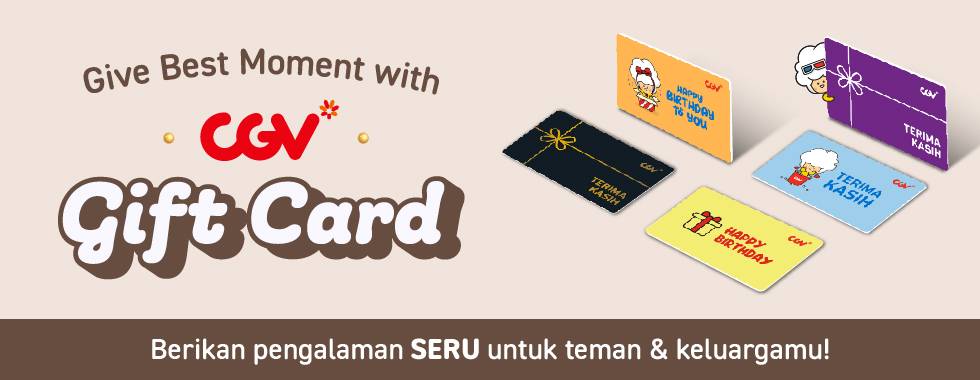 Give Best Moment with
CGV
Gift Card
HAPPY
BIRTHDAY
To YOU
CGV
CGV
TERIMA
KASIH
CGV
TERIMA
KASIH
CGV
TERIMA
KASIH
CGV
HAPPY
BIRTHDAY
CGV
Berikan pengalaman SERU untuk teman & keluargamu!